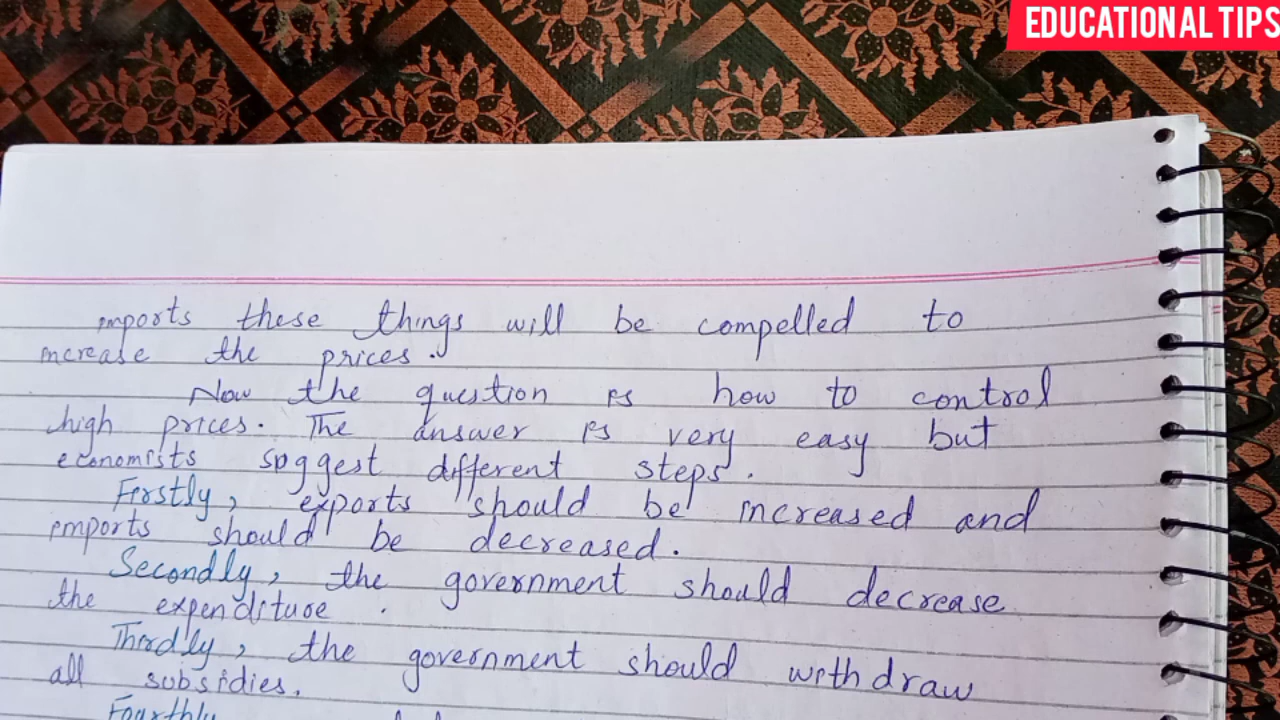 EDUCATIONAL TIPS
imports these things will be compelled to
increase the prices.
Now the question is how to control
high prices. The answer is very easy but
economists suggest different steps.
Firstly, exports should be increased and
imports should be decreased.
Secondly, the government should decrease
the expenditure.
Thirdly, the government should withdraw
all subsidies.
Fourthly